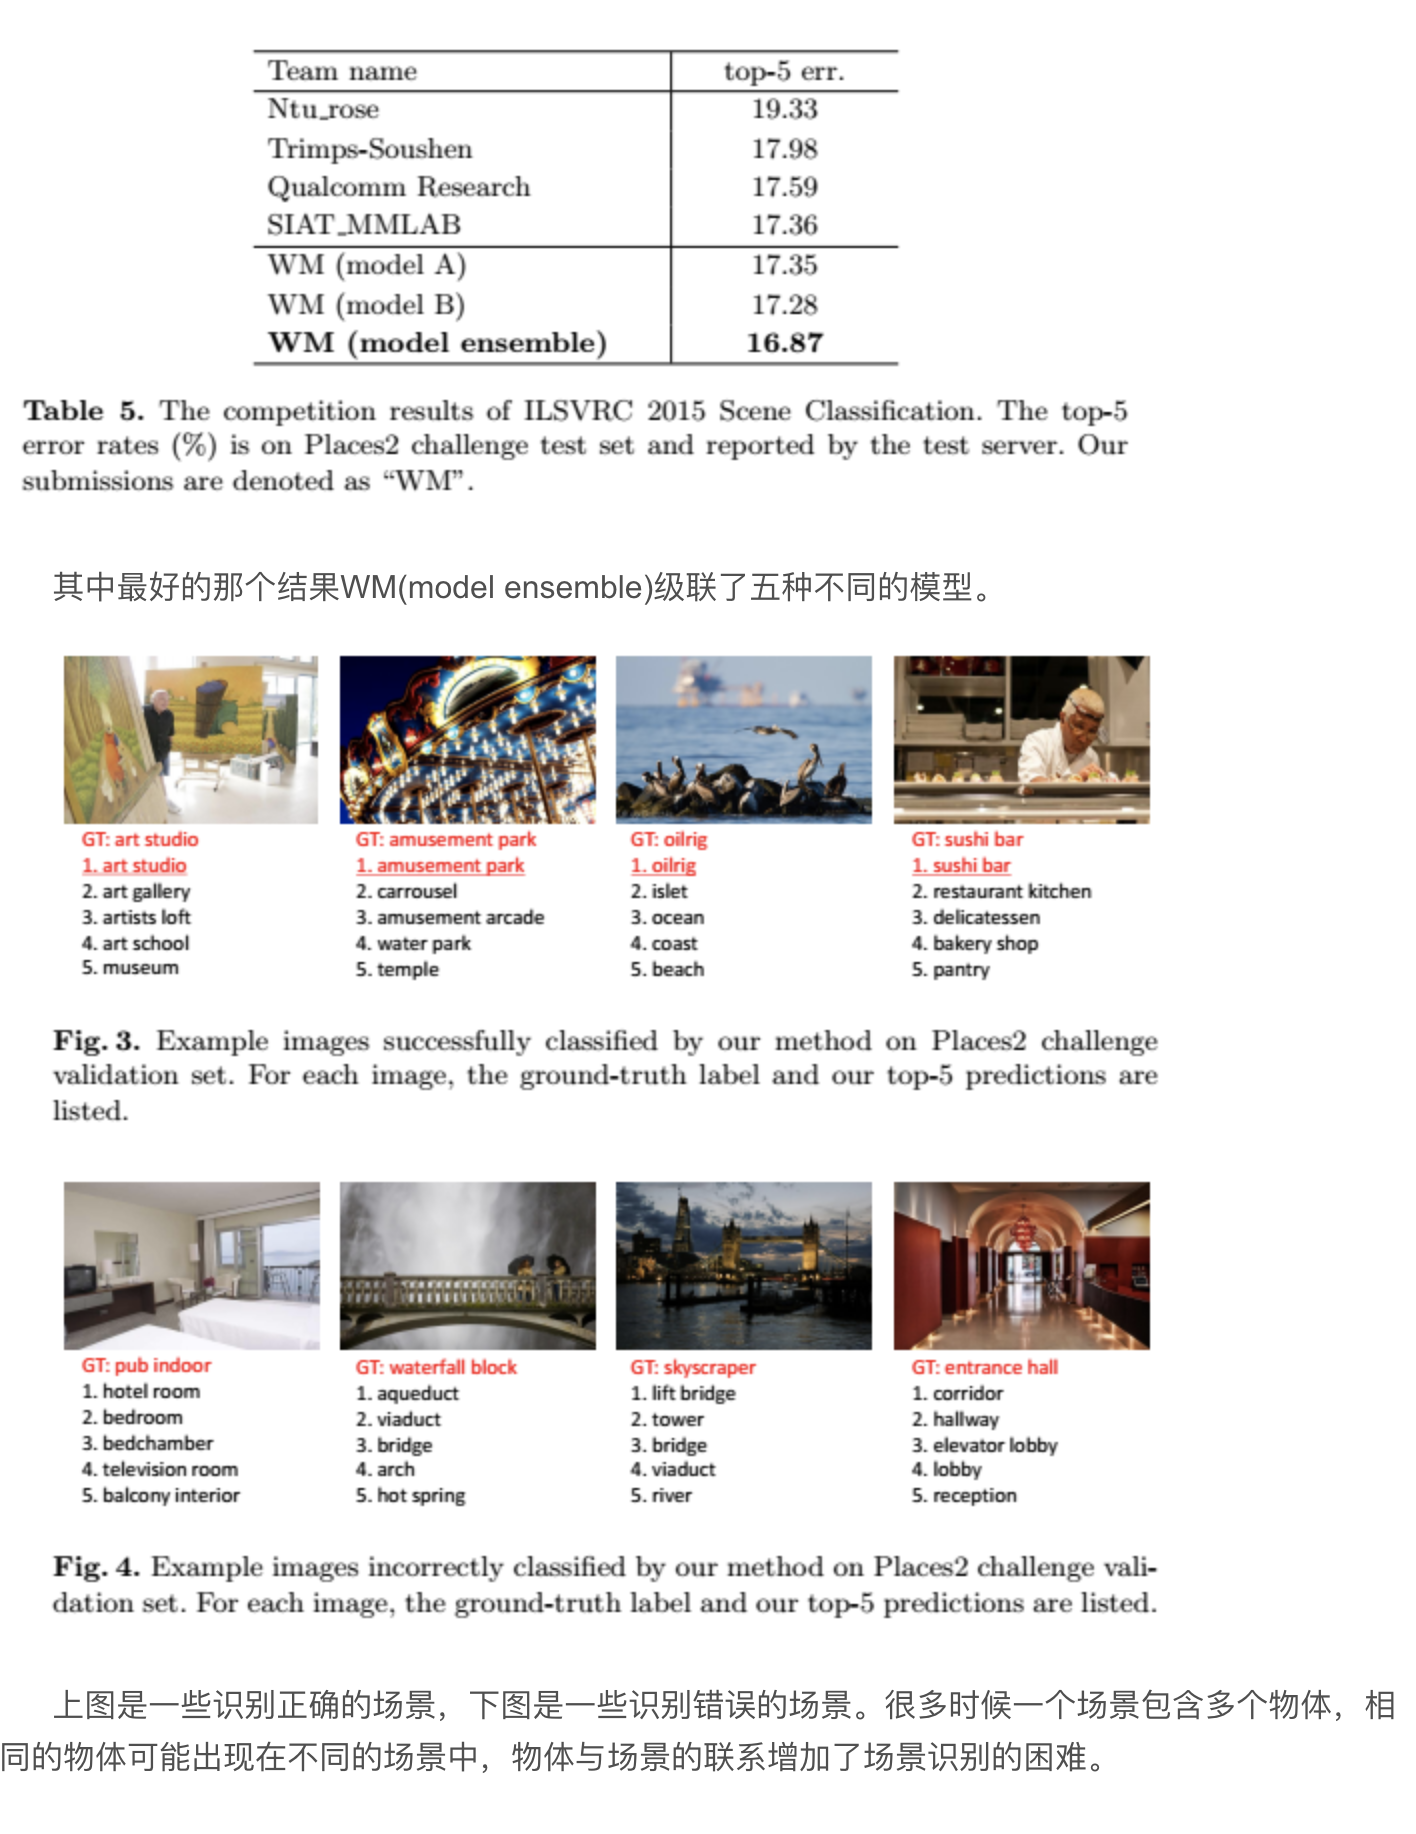 Team name top-5 err.
Ntu_rose 19.33
Trimps-Soushen 17.98
Qualcomm Research 17.59
SIAT_MMLAB 17.36
WM (model A) 17.35
WM (model B) 17.28
WM (model ensemble) 16.87
Table 5. The competition results of ILSVRC 2015 Scene Classification. The top-5
error rates (%) is on Places2 challenge test set and reported by the test server. Our
submissions are denoted as “WM”.
其中最好的那个结果WM(model ensemble)级联了五种不同的模型。
GT: art studio
1. art studio
2. art gallery
3. artists loft
4. art school
5. museum
GT: amusement park
1. amusement park
2. carrousel
3. amusement arcade
4. water park
5. temple
GT: oilrig
1. oilrig
2. islet
3. ocean
4. coast
5. beach
GT: sushi bar
1. sushi bar
2. restaurant kitchen
3. delicatessen
4. bakery shop
5. pantry
Fig. 3. Example images successfully classified by our method on Places2 challenge
validation set. For each image, the ground-truth label and our top-5 predictions are
listed.
GT: pub indoor
1. hotel room
2. bedroom
3. bedchamber
4. television room
5. balcony interior
GT: waterfall block
1. aqueduct
2. viaduct
3. bridge
4. arch
5. hot spring
GT: skyscraper
1. lift bridge
2. tower
3. bridge
4. viaduct
5. river
GT: entrance hall
1. corridor
2. hallway
3. elevator lobby
4. lobby
5. reception
Fig. 4. Example images incorrectly classified by our method on Places2 challenge vali-
dation set. For each image, the ground-truth label and our top-5 predictions are listed.
上图是一些识别正确的场景，下图是一些识别错误的场景。很多时候一个场景包含多个物体，相
同的物体可能出现在不同的场景中，物体与场景的联系增加了场景识别的困难。